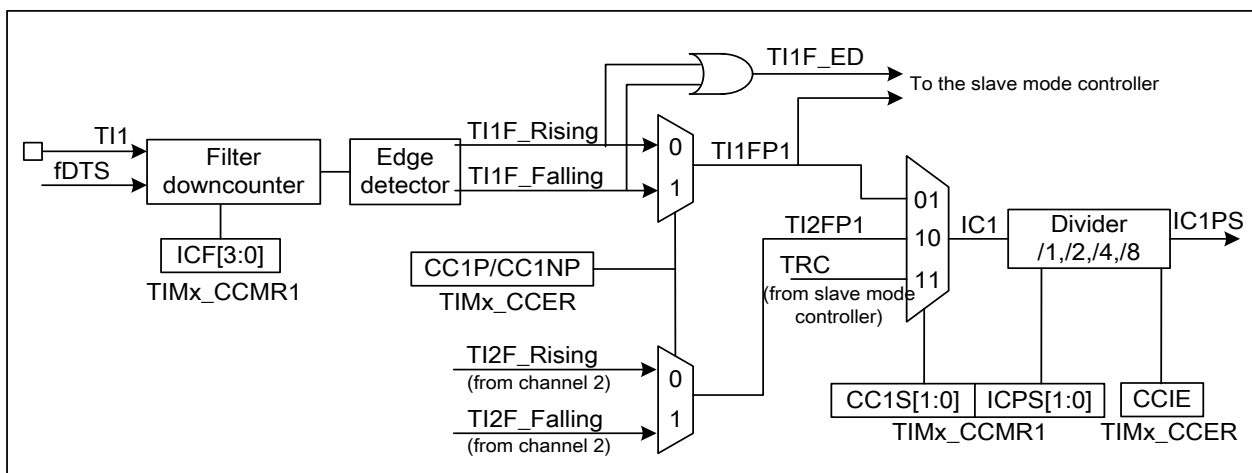 TI1F_ED
To the slave mode controller
TI1
fDTS
Filter
downcounter
Edge
detector
TI1F_Rising
TI1F_Falling
0
1
TI1FP1
ICF[3:0]
TIMx_CCMR1
CC1P/CC1NP
TIMx_CCER
TI2F_Rising
(from channel 2)
TI2F_Falling
(from channel 2)
0
1
TI2FP1
TRC
(from slave mode
controller)
01
10
11
IC1
Divider
/1,/2,/4,/8
IC1PS
CC1S[1:0]
ICPS[1:0]
TIMx_CCMR1
CCIE
TIMx_CCER